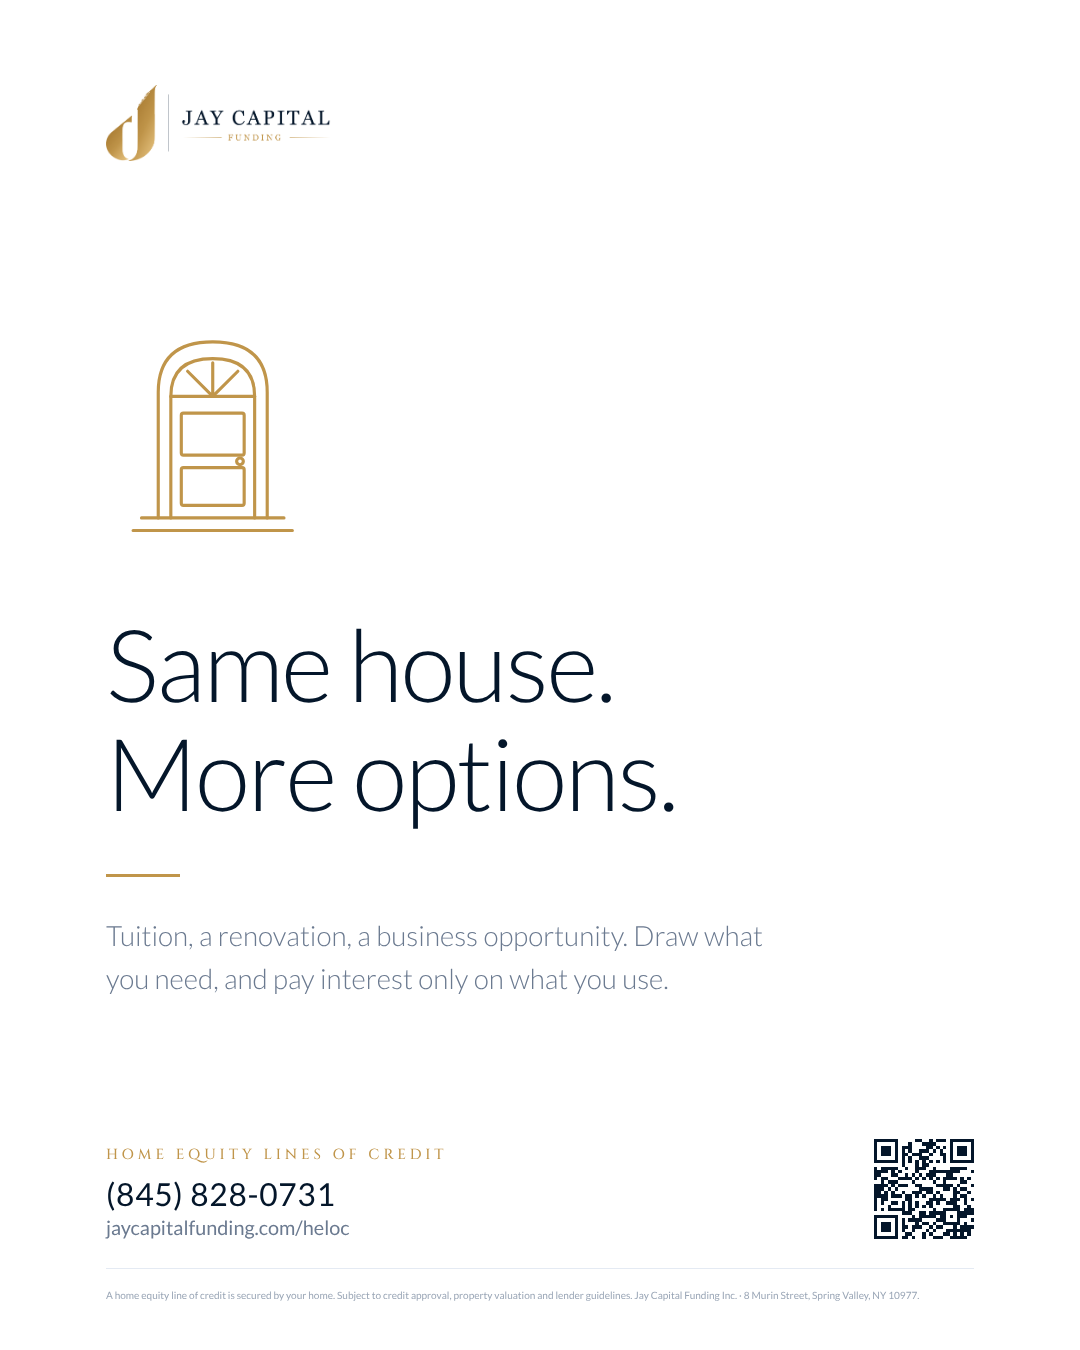 JAY CAPITAL
FUNDING
Same house.
More options.
Tuition, a renovation, a business opportunity. Draw what
you need, and pay interest only on what you use.
HOME EQUITY LINES OF CREDIT
(845) 828-0731
jaycapitalfunding.com/heloc
A home equity line of credit is secured by your home. Subject to credit approval, property valuation and lender guidelines. Jay Capital Funding Inc. · 8 Murin Street, Spring Valley, NY 10977.